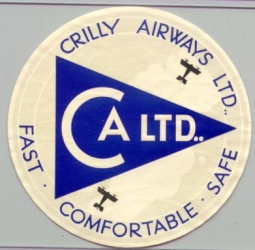 CRILLY AIRWAYS LTD..
CA LTD..
FAST · COMFORTABLE · SAFE